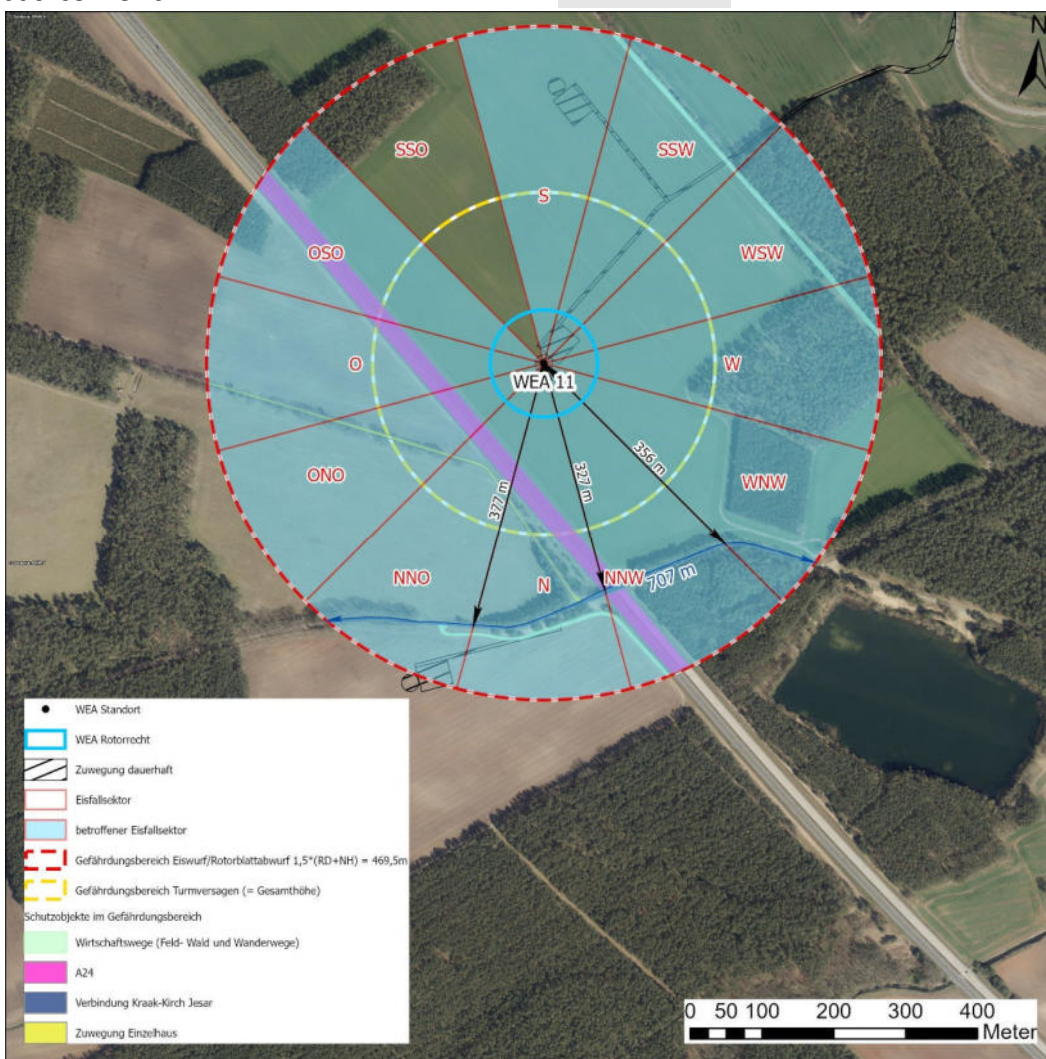 N
SSO
SSW
S
OSO
WSW
O
W
WEA 11
ONO
WNW
377 m
327 m
356 m
NNO
N
NNW
707 m
WEA Standort
WEA Rotorrecht
Zuwegung dauerhaft
Eisfallsektor
betroffener Eisfallsektor
Gefährdungsbereich Eiswurf/Rotorblattabwurf 1,5*(RD+NH) = 469,5m
Gefährdungsbereich Turmversagen (= Gesamthöhe)
Schutzobjekte im Gefährdungsbereich
Wirtschaftswege (Feld- Wald und Wanderwege)
A24
Verbindung Kraak-Kirch Jesar
Zuwegung Einzelhaus
0 50 100 200 300 400
Meter